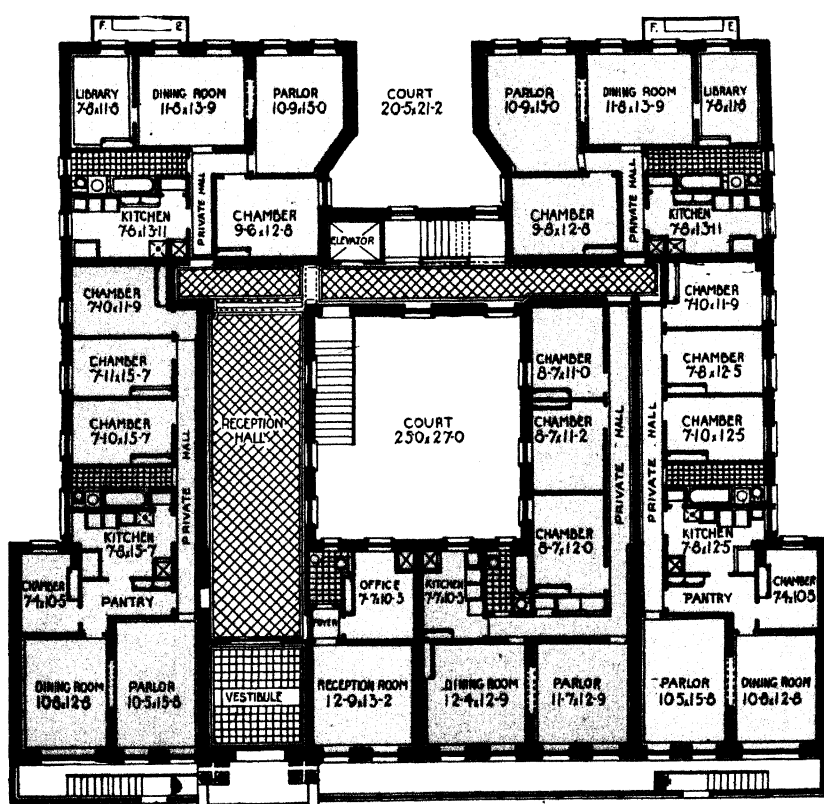 F. E.
F. E.
LIBRARY
7-8x11-8
DINING ROOM
11-8x13-9
PARLOR
10-9x15-0
COURT
20-5x21-2
PARLOR
10-9x15-0
DINING ROOM
11-8x13-9
LIBRARY
7-8x11-8
KITCHEN
7-8x13-11
PRIVATE HALL
CHAMBER
9-6x12-8
ELEVATOR
CHAMBER
9-8x12-8
PRIVATE HALL
KITCHEN
7-8x13-11
CHAMBER
7-10x11-9
CHAMBER
7-10x11-9
CHAMBER
7-11x15-7
CHAMBER
8-7x11-0
CHAMBER
7-8x12-5
CHAMBER
7-10x15-7
RECEPTION
HALL
COURT
25.0x27-0
CHAMBER
8-7x11-2
CHAMBER
7-10x12-5
PRIVATE HALL
PRIVATE HALL
PRIVATE HALL
KITCHEN
7-8x15-7
CHAMBER
8-7x12-0
KITCHEN
7-8x12-5
CHAMBER
7-4x10-5
PANTRY
OFFICE
7-7x10-3
KITCHEN
7-7x10-3
PANTRY
CHAMBER
7-4x10-5
FOYER
DINING ROOM
10-8x12-8
PARLOR
10-5x15-8
VESTIBULE
RECEPTION ROOM
12-0x13-2
DINING ROOM
12-4x12-9
PARLOR
11-7x12-9
PARLOR
10-5x15-8
DINING ROOM
10-8x12-8